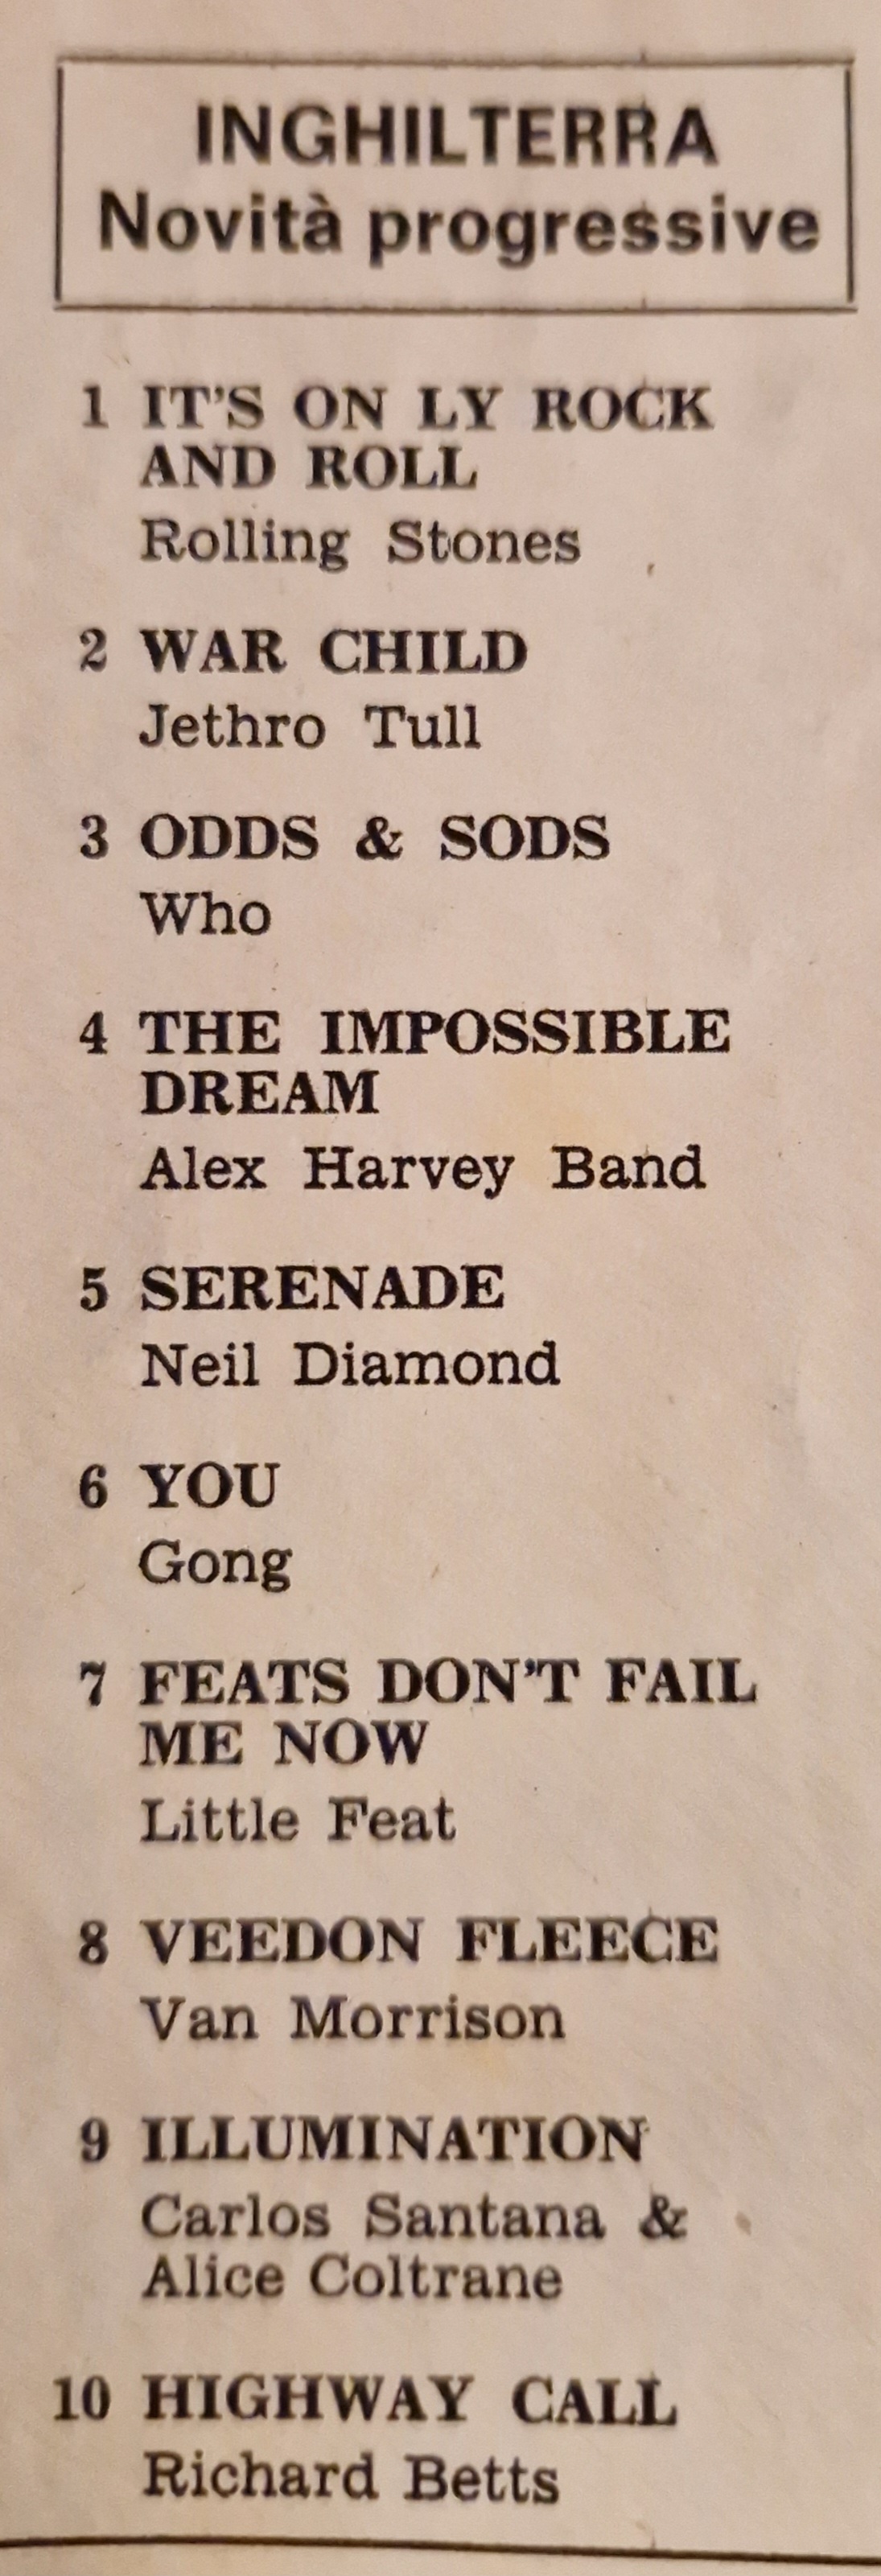 INGHILTERRA
Novità progressive
1 IT'S ON LY ROCK
AND ROLL
Rolling Stones
2 WAR CHILD
Jethro Tull
3 ODDS & SODS
Who
4 THE IMPOSSIBLE
DREAM
Alex Harvey Band
5 SERENADE
Neil Diamond
6 YOU
Gong
7 FEATS DON'T FAIL
ME NOW
Little Feat
8 VEEDON FLEECE
Van Morrison
9 ILLUMINATION
Carlos Santana &
Alice Coltrane
10 HIGHWAY CALL
Richard Betts